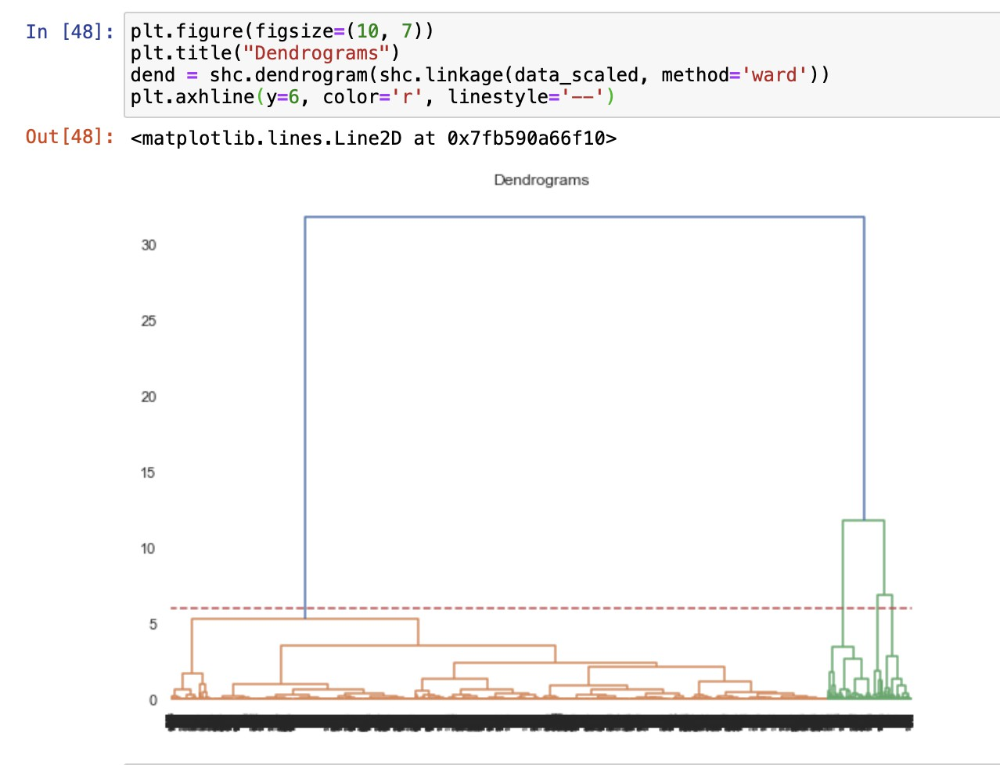 In [48]:
plt.figure(figsize=(10, 7))
plt.title("Dendrograms")
dend = shc.dendrogram(shc.linkage(data_scaled, method='ward'))
plt.axhline(y=6, color='r', linestyle='--')
Out[48]:
<matplotlib.lines.Line2D at 0x7fb590a66f10>
Dendrograms
30
25
20
15
10
5
0